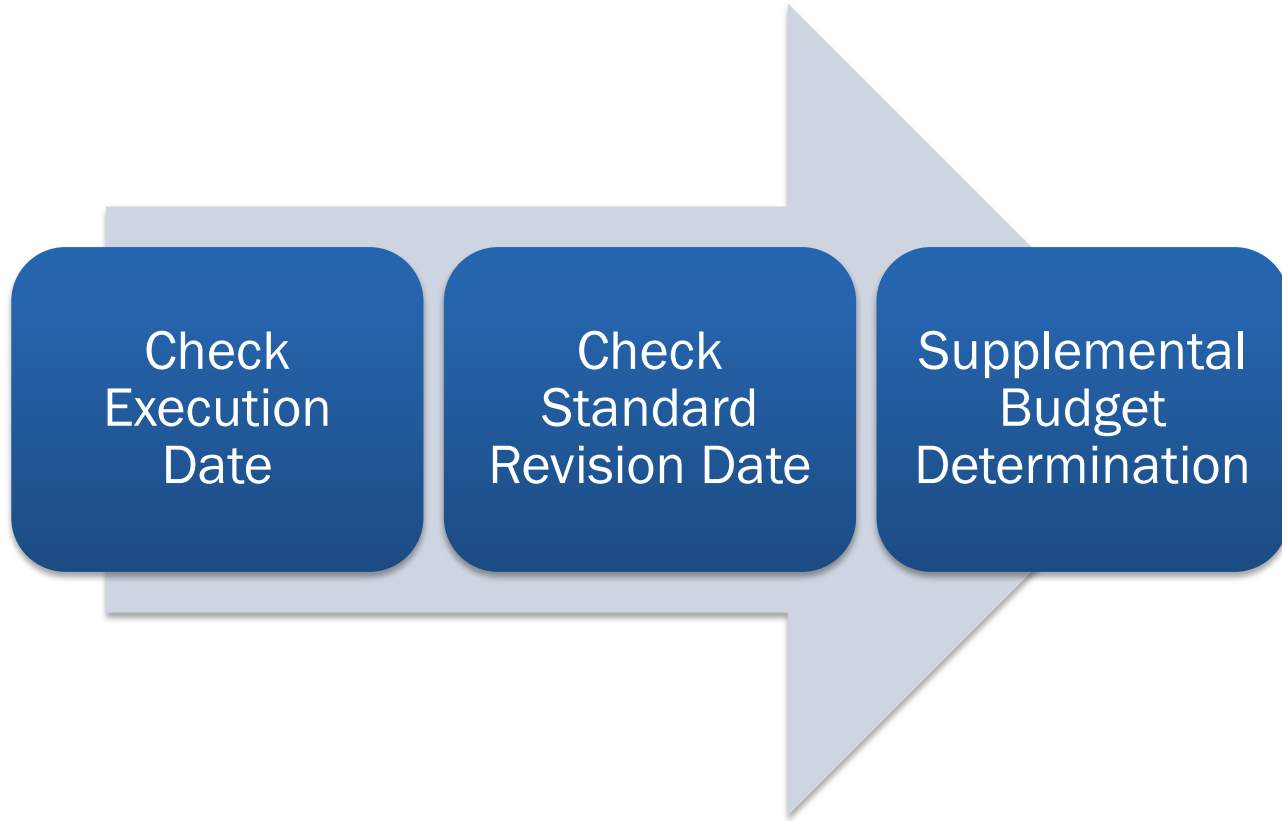 Check
Execution
Date
Check
Standard
Revision Date
Supplemental
Budget
Determination